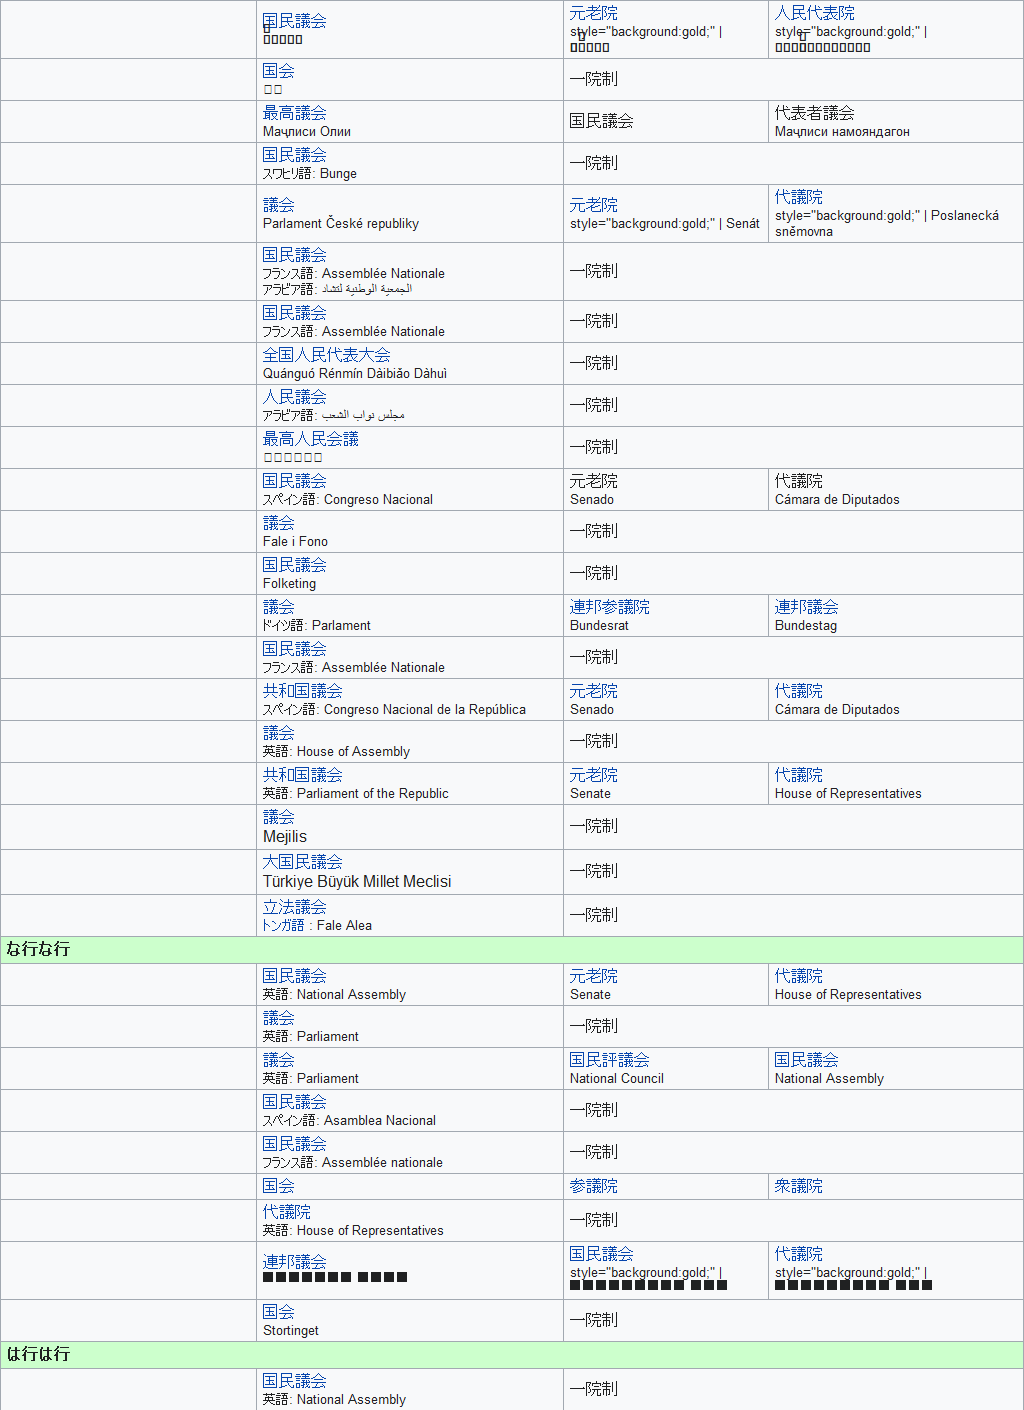 国民議会
元老院
style="background:gold;" |
人民代表院
style="background:gold;" |
国会
一院制
最高議会
Маҷлиси Олии
国民議会
代表者議会
Маҷлиси намояндагон
国民議会
スワヒリ語: Bunge
一院制
議会
Parlament České republiky
元老院
style="background:gold;" | Senát
代議院
style="background:gold;" | Poslanecká
sněmovna
国民議会
フランス語: Assemblée Nationale
アラビア語: الجمعية الوطنية لتشاد
一院制
国民議会
フランス語: Assemblée Nationale
一院制
全国人民代表大会
Quánguó Rénmín Dàibiǎo Dàhuì
一院制
人民議会
アラビア語: مجلس نواب الشعب
一院制
最高人民会議
一院制
国民議会
スペイン語: Congreso Nacional
元老院
Senado
代議院
Cámara de Diputados
議会
Fale i Fono
一院制
国民議会
Folketing
一院制
議会
ドイツ語: Parlament
連邦参議院
Bundesrat
連邦議会
Bundestag
国民議会
フランス語: Assemblée Nationale
一院制
共和国議会
スペイン語: Congreso Nacional de la República
元老院
Senado
代議院
Cámara de Diputados
議会
英語: House of Assembly
一院制
共和国議会
英語: Parliament of the Republic
元老院
Senate
代議院
House of Representatives
議会
Mejilis
一院制
大国民議会
Türkiye Büyük Millet Meclisi
一院制
立法議会
トンガ語 : Fale Alea
一院制
な行な行
国民議会
英語: National Assembly
元老院
Senate
代議院
House of Representatives
議会
英語: Parliament
一院制
議会
英語: Parliament
国民評議会
National Council
国民議会
National Assembly
国民議会
スペイン語: Asamblea Nacional
一院制
国民議会
フランス語: Assemblée nationale
一院制
国会
参議院
衆議院
代議院
英語: House of Representatives
一院制
連邦議会
国民議会
style="background:gold;" |
代議院
style="background:gold;" |
国会
Stortinget
一院制
は行は行
国民議会
英語: National Assembly
一院制